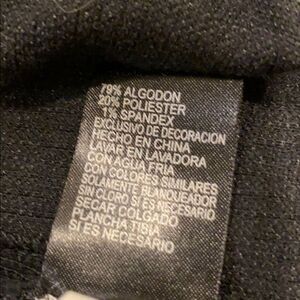 79% ALGODON
20% POLIESTER
1% SPANDEX
EXCLUSIVO DE DECORACION
HECHO EN CHINA
LAVAR EN LAVADORA
CON AGUA FRIA
CON COLORES SIMILARES
SOLAMENTE BLANQUEADOR
SIN CLORO SI ES NECESARIO
SECAR COLGADO
PLANCHA TIBIA
SI ES NECESARIO